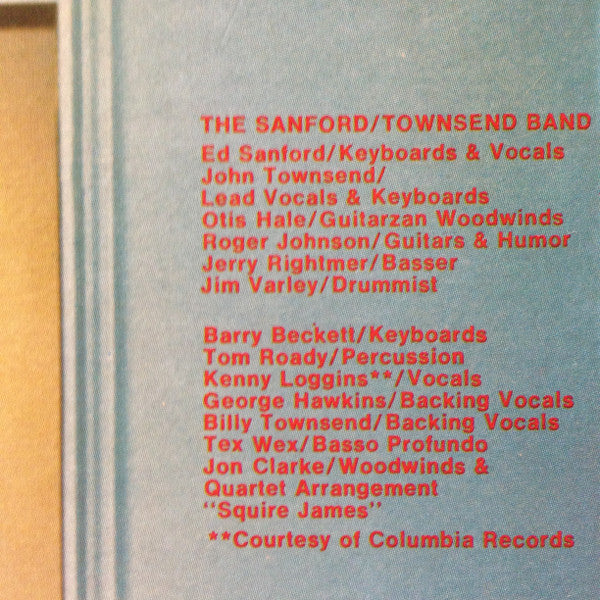 THE SANFORD/TOWNSEND BAND
Ed Sanford/Keyboards & Vocals
John Townsend/
Lead Vocals & Keyboards
Otis Hale/Guitarzan Woodwinds
Roger Johnson/Guitars & Humor
Jerry Rightmer/Basser
Jim Varley/Drummist
Barry Beckett/Keyboards
Tom Roady/Percussion
Kenny Loggins**/Vocals
George Hawkins/Backing Vocals
Billy Townsend/Backing Vocals
Tex Wex/Basso Profundo
Jon Clarke/Woodwinds &
Quartet Arrangement
"Squire James"
**Courtesy of Columbia Records